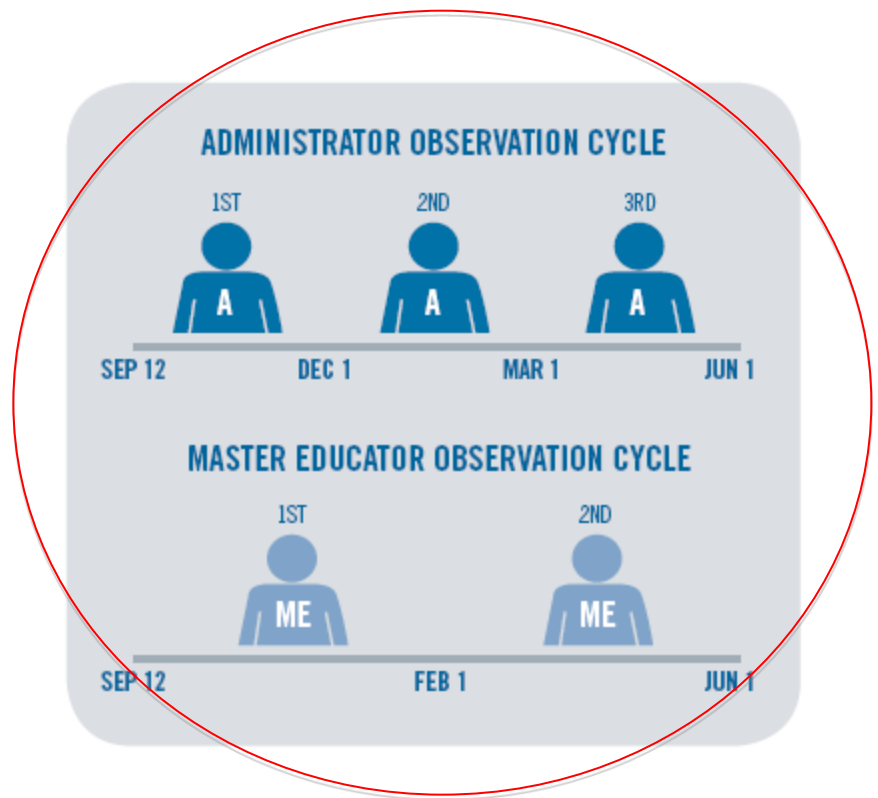 ADMINISTRATOR OBSERVATION CYCLE
1ST 2ND 3RD
A A A
SEP 12 DEC 1 MAR 1 JUN 1
MASTER EDUCATOR OBSERVATION CYCLE
1ST 2ND
ME ME
SEP 12 FEB 1 JUN 1